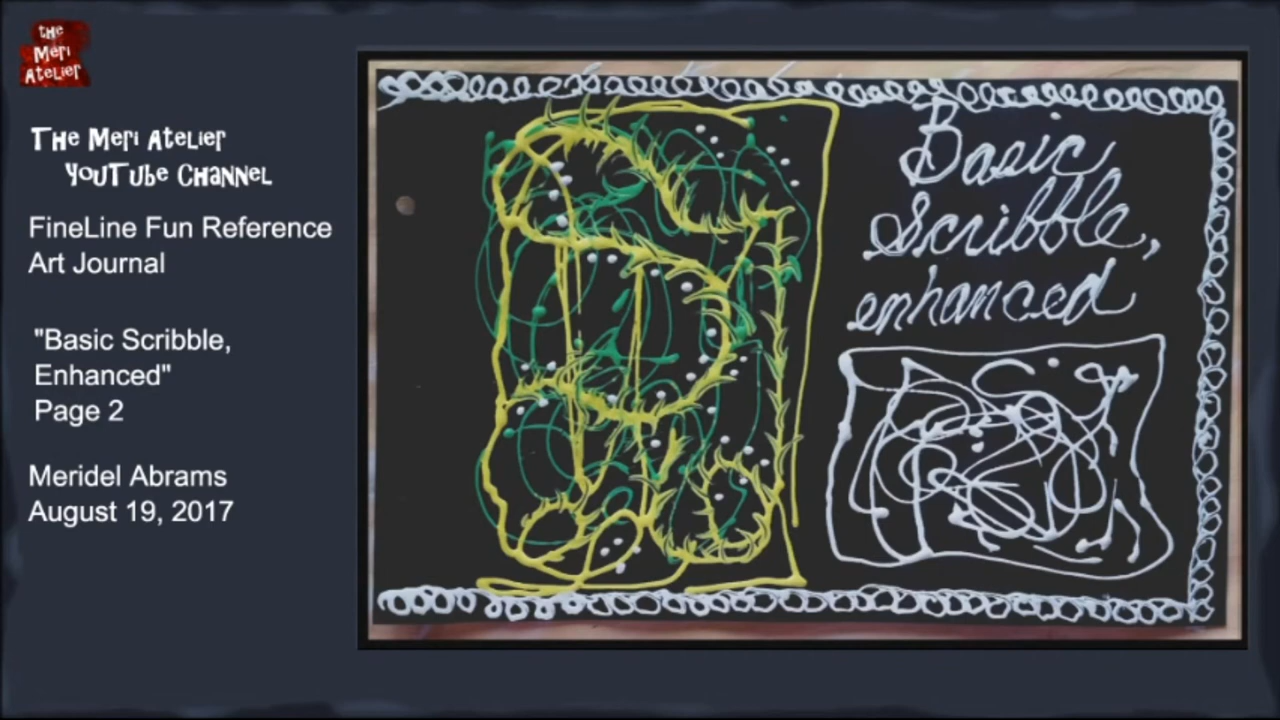 the
Meri
Atelier
The Meri Atelier
YouTube Channel
FineLine Fun Reference
Art Journal
"Basic Scribble,
Enhanced"
Page 2
Meridel Abrams
August 19, 2017
Basic
Scribble,
enhanced